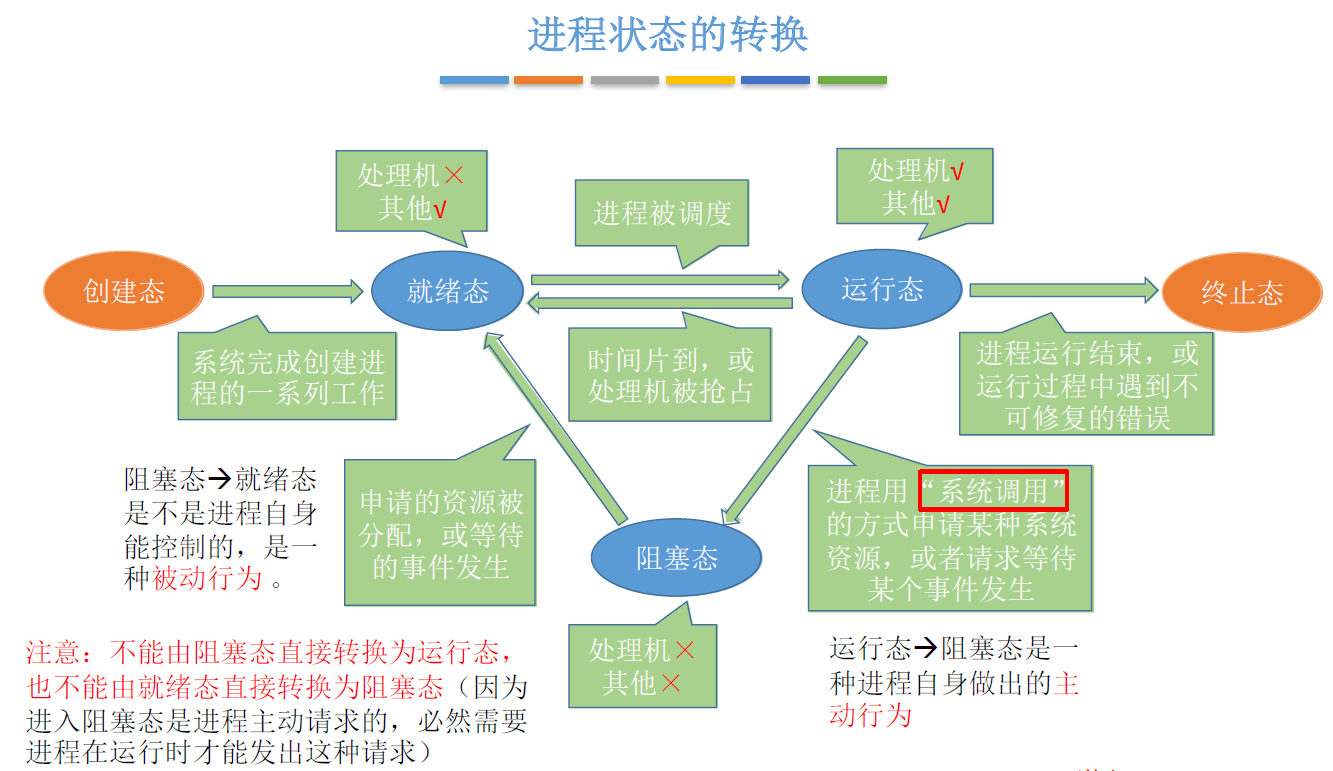 进程状态的转换
处理机×
其他√
进程被调度
处理机√
其他√
创建态
就绪态
运行态
终止态
系统完成创建进
程的一系列工作
时间片到，或
处理机被抢占
进程运行结束，或
运行过程中遇到不
可修复的错误
阻塞态→就绪态
是不是进程自身
能控制的，是一
种被动行为。
申请的资源被
分配，或等待
的事件发生
进程用“系统调用”
的方式申请某种系统
资源，或者请求等待
某个事件发生
阻塞态
处理机×
其他×
运行态→阻塞态是一
种进程自身做出的主
动行为
注意：不能由阻塞态直接转换为运行态，
也不能由就绪态直接转换为阻塞态（因为
进入阻塞态是进程主动请求的，必然需要
进程在运行时才能发出这种请求）